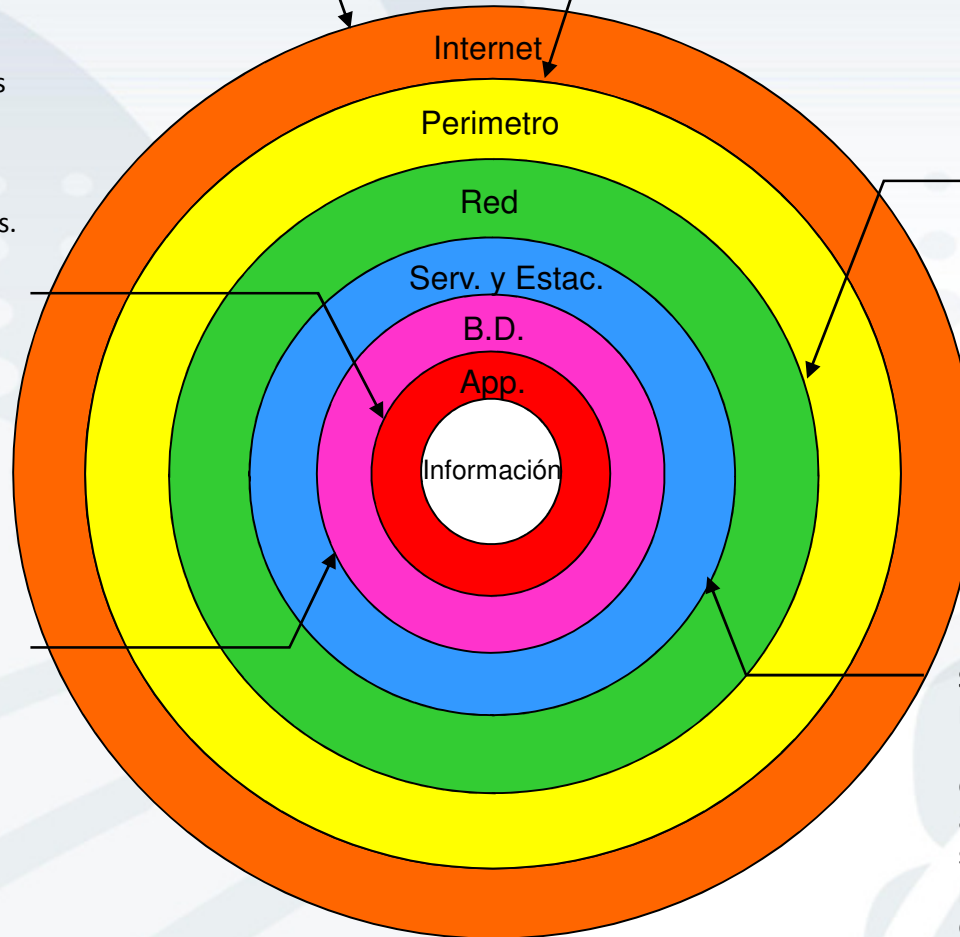 Internet
Perimetro
Red
Serv. y Estac.
B.D.
App.
Información